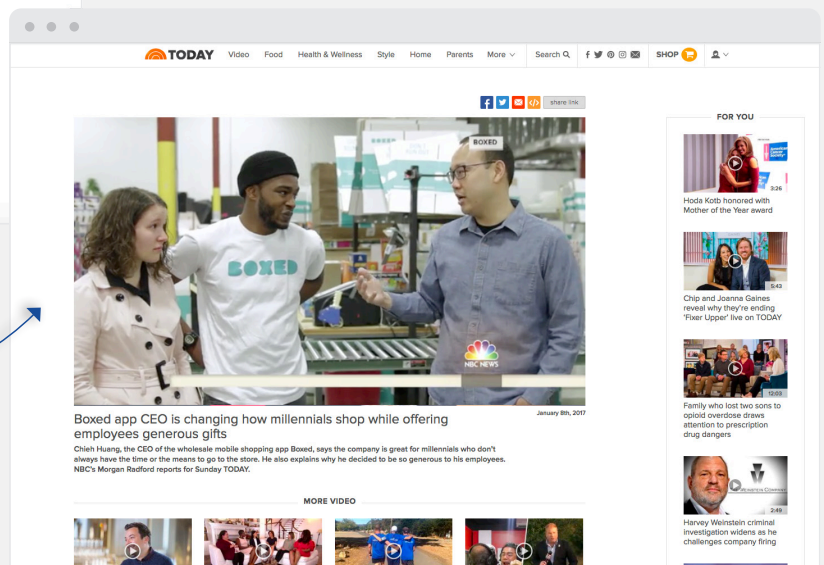 TODAY Video Food Health & Wellness Style Home Parents More Search SHOP
share link
BOXED
BOXED
NBC NEWS
Boxed app CEO is changing how millennials shop while offering
employees generous gifts
January 8th, 2017
Chieh Huang, the CEO of the wholesale mobile shopping app Boxed, says the company is great for millennials who don't
always have the time or the means to go to the store. He also explains why he decided to be so generous to his employees.
NBC's Morgan Radford reports for Sunday TODAY.
MORE VIDEO
FOR YOU
American
Cancer
Society
3:26
Hoda Kotb honored with
Mother of the Year award
5:43
Chip and Joanna Gaines
reveal why they're ending
'Fixer Upper' live on TODAY
12:03
Family who lost two sons to
opioid overdose draws
attention to prescription
drug dangers
WEINSTEIN COMPANY
2:49
Harvey Weinstein criminal
investigation widens as he
challenges company firing